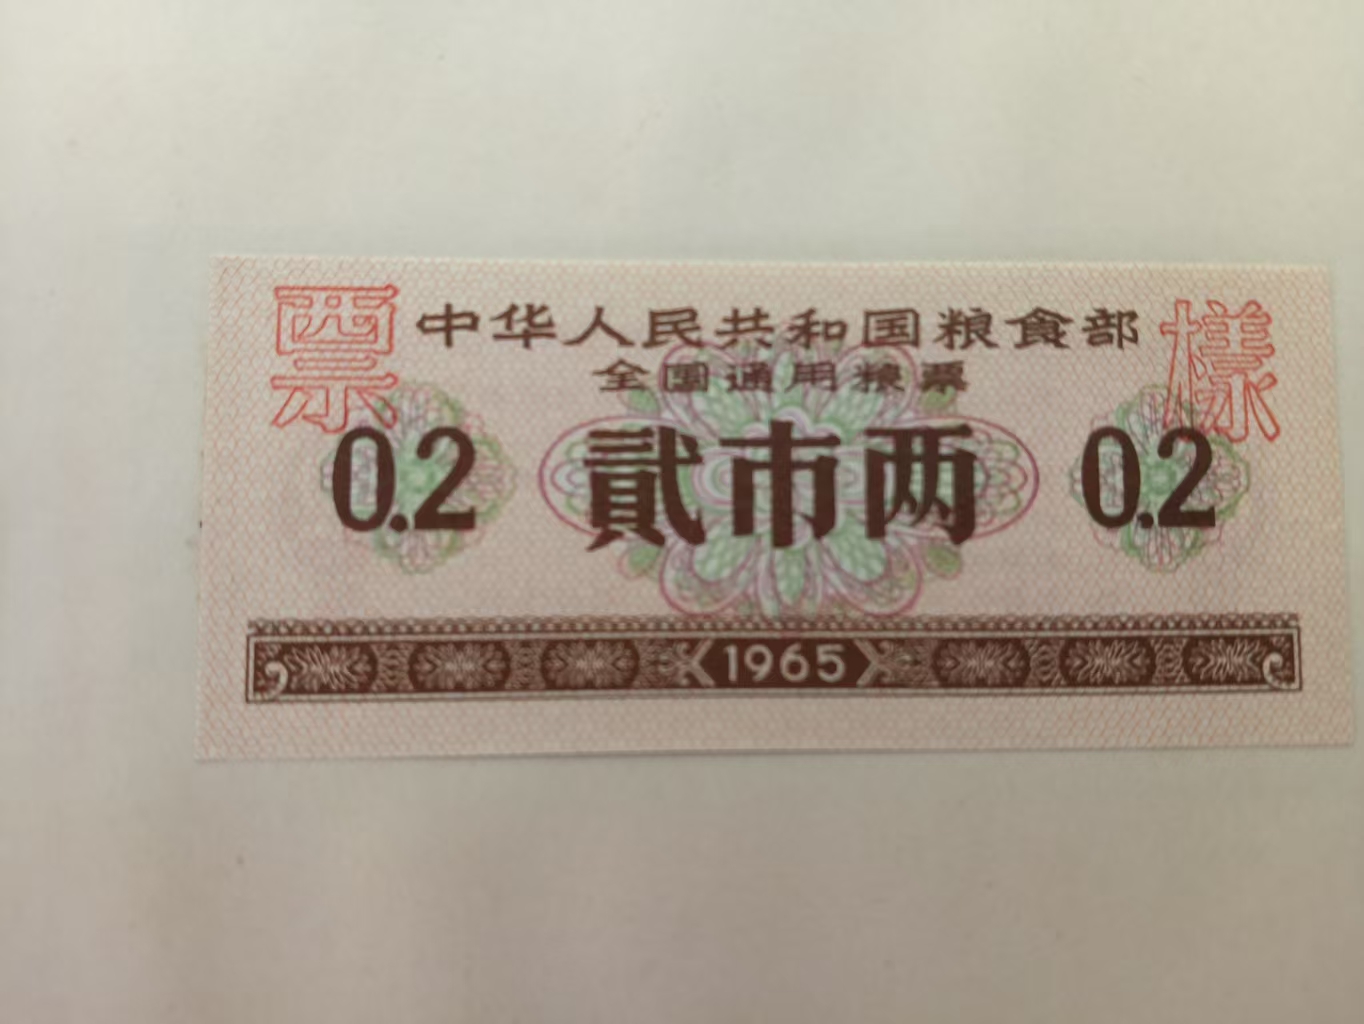 票 中华人民共和国粮食部 樣
全国通用粮票
0.2 貳市两 0.2
1965